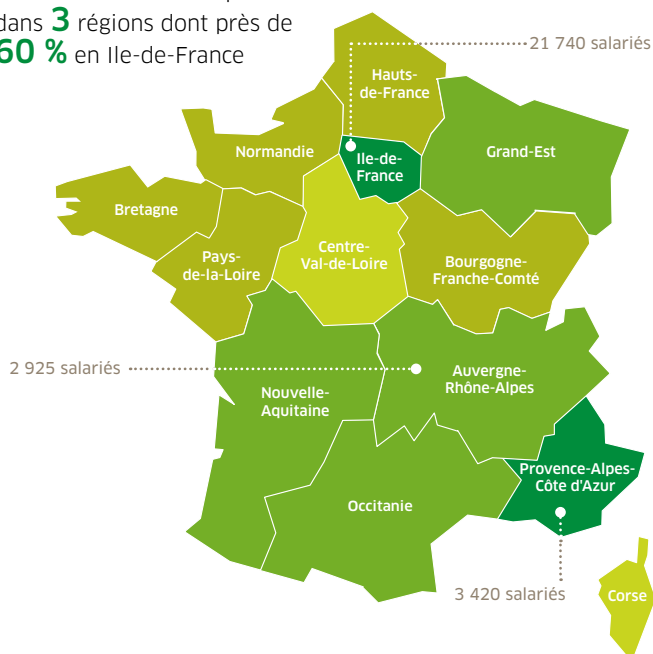 dans 3 régions dont près de
60 % en Ile-de-France
21 740 salariés
Hauts-
de-France
Normandie
Ile-de-
France
Grand-Est
Bretagne
Pays-
de-la-Loire
Centre-
Val-de-Loire
Bourgogne-
Franche-Comté
2 925 salariés
Auvergne-
Rhône-Alpes
Nouvelle-
Aquitaine
Provence-Alpes-
Côte d'Azur
Occitanie
3 420 salariés
Corse